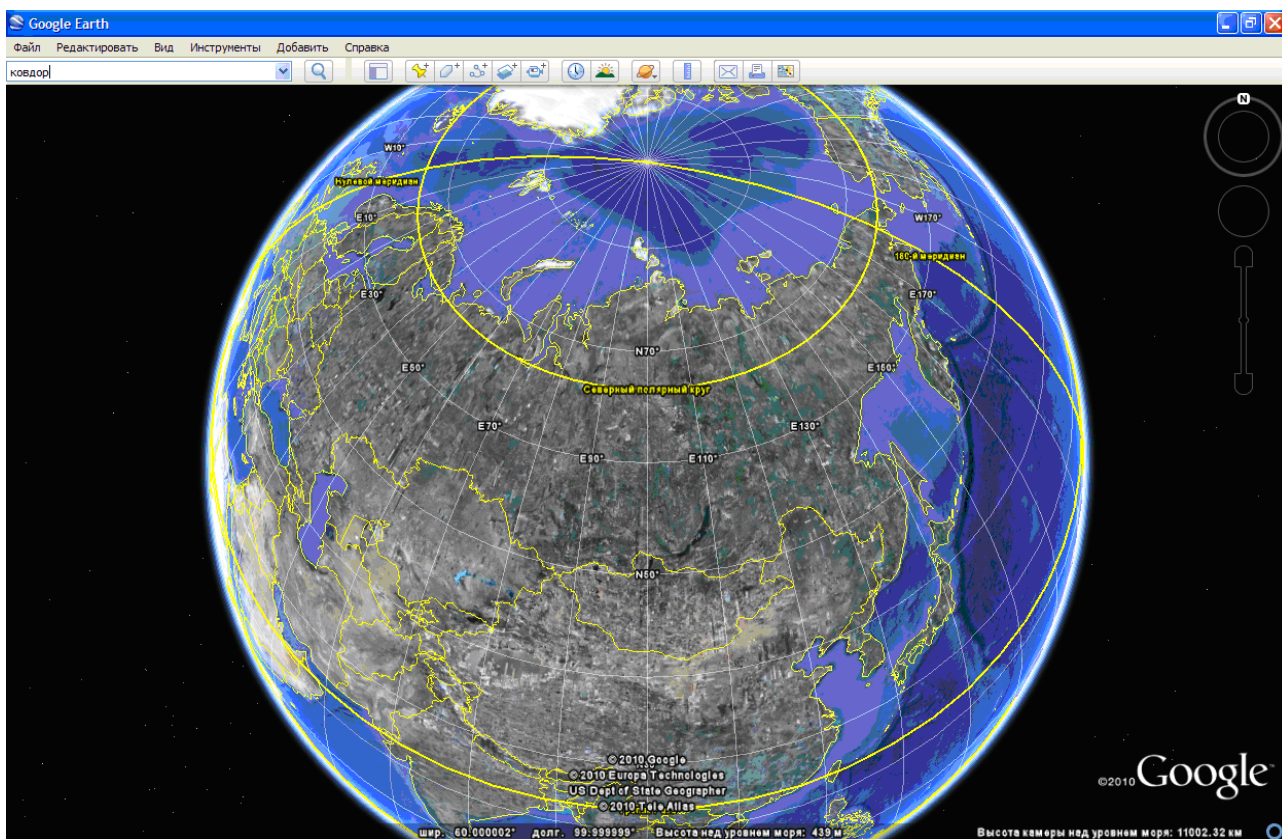 Google Earth
Файл Редактировать Вид Инструменты Добавить Справка
ковдор
N
W10°
Нулевой меридиан
E10°
W170°
180-й меридиан
E30°
E170°
N70°
E50°
E150°
Северный полярный круг
E70°
E130°
E90°
E110°
N50°
© 2010 Google
© 2010 Europa Technologies
US Dept of State Geographer
© 2010 Tele Atlas
©2010 Google™
шир. 60.000002° долг. 99.999999° Высота над уровнем моря: 439 м
Высота камеры над уровнем моря: 11002.32 км